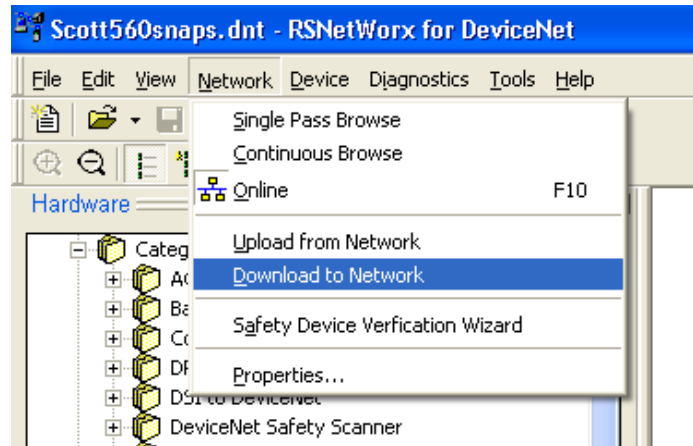 Scott560snaps.dnt - RSNetWorx for DeviceNet
File Edit View Network Device Diagnostics Tools Help
Single Pass Browse
Continuous Browse
Online F10
Hardware
Upload from Network
Categ
Download to Network
Safety Device Verfication Wizard
Properties...
DSI to DeviceNet
DeviceNet Safety Scanner